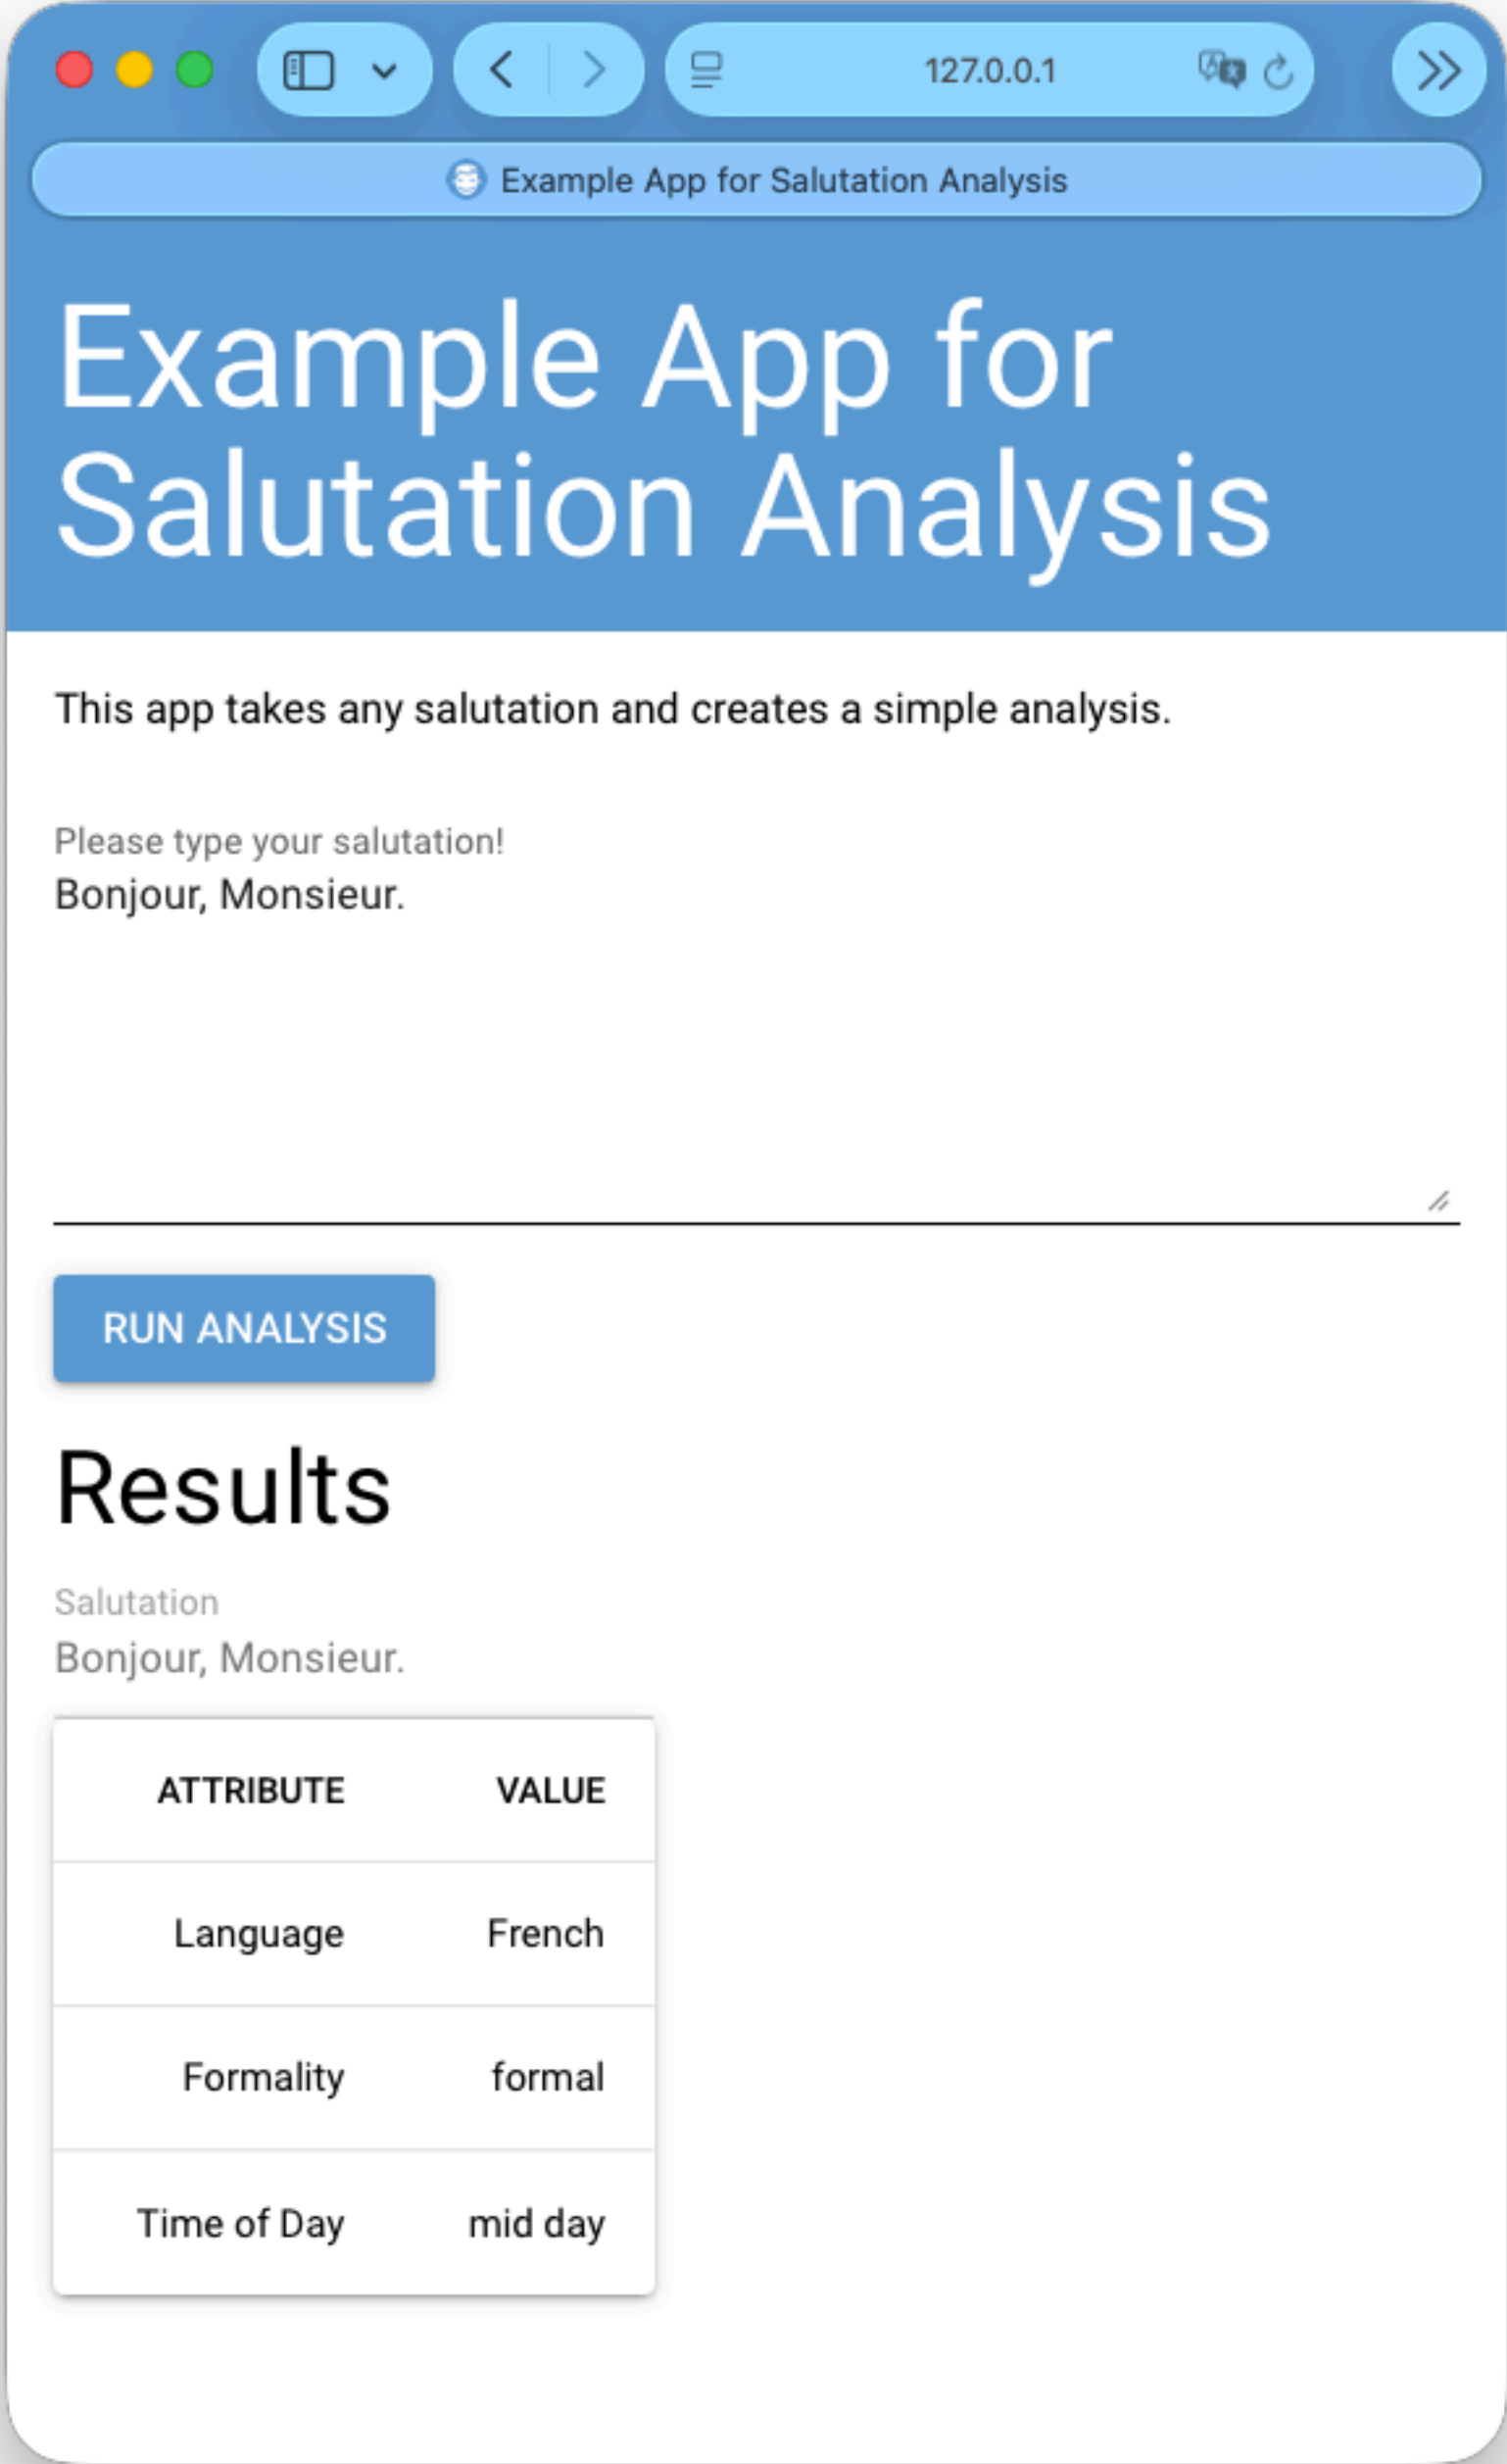 127.0.0.1
Example App for Salutation Analysis
Example App for
Salutation Analysis
This app takes any salutation and creates a simple analysis.
Please type your salutation!
Bonjour, Monsieur.
RUN ANALYSIS
Results
Salutation
Bonjour, Monsieur.
ATTRIBUTE VALUE
Language French
Formality formal
Time of Day mid day